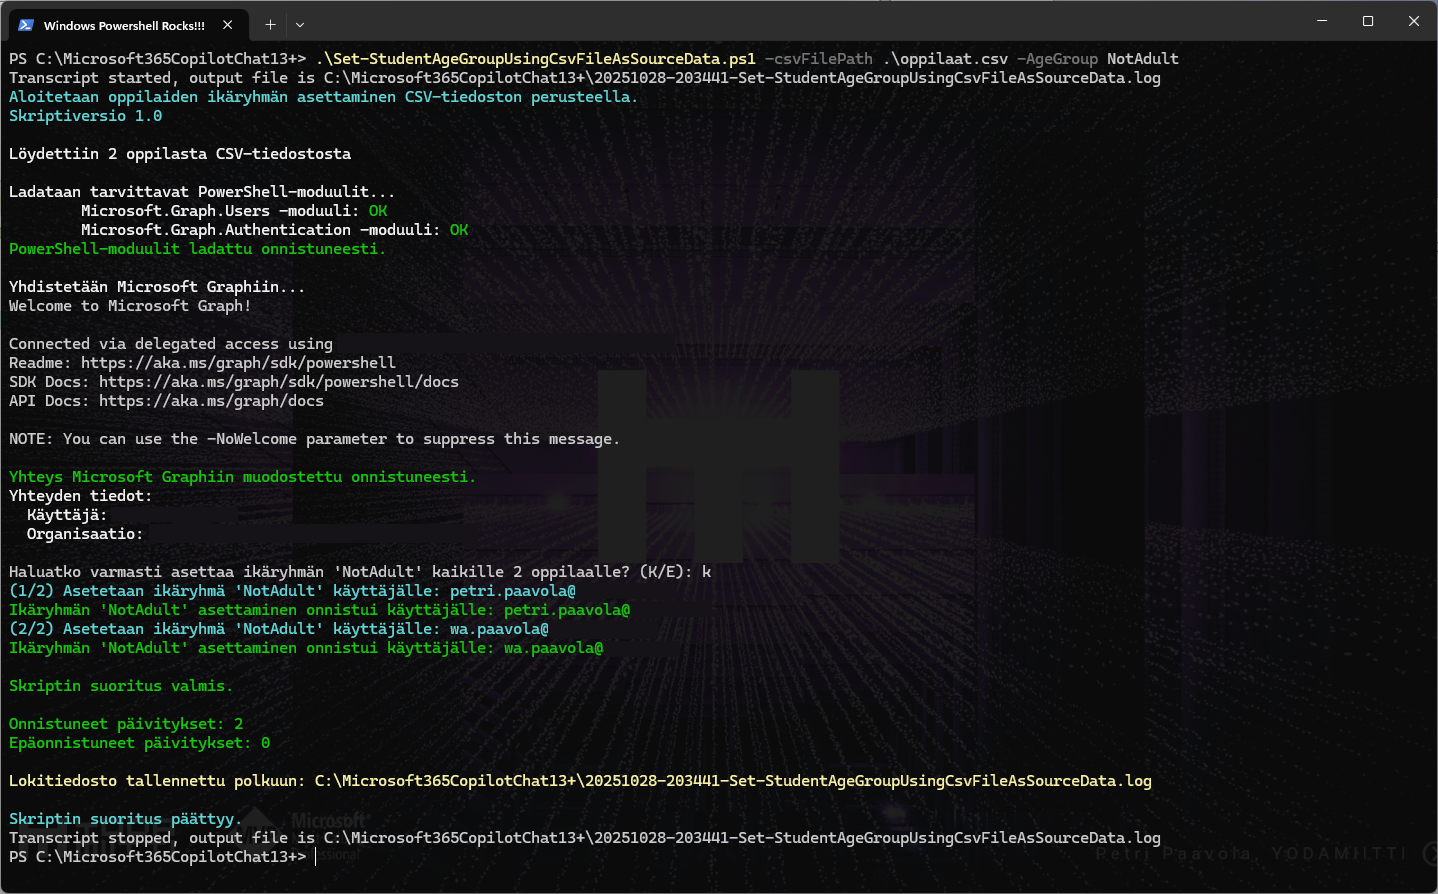 Windows Powershell Rocks!!!
PS C:\Microsoft365CopilotChat13+> .\Set-StudentAgeGroupUsingCsvFileAsSourceData.ps1 -csvFilePath .\oppilaat.csv -AgeGroup NotAdult
Transcript started, output file is C:\Microsoft365CopilotChat13+\20251028-203441-Set-StudentAgeGroupUsingCsvFileAsSourceData.log
Aloitetaan oppilaiden ikäryhmän asettaminen CSV-tiedoston perusteella.
Skriptiversio 1.0
Löydettiin 2 oppilasta CSV-tiedostosta
Ladataan tarvittavat PowerShell-moduulit...
Microsoft.Graph.Users -moduuli: OK
Microsoft.Graph.Authentication -moduuli: OK
PowerShell-moduulit ladattu onnistuneesti.
Yhdistetään Microsoft Graphiin...
Welcome to Microsoft Graph!
Connected via delegated access using
Readme: https://aka.ms/graph/sdk/powershell
SDK Docs: https://aka.ms/graph/sdk/powershell/docs
API Docs: https://aka.ms/graph/docs
NOTE: You can use the -NoWelcome parameter to suppress this message.
Yhteys Microsoft Graphiin muodostettu onnistuneesti.
Yhteyden tiedot:
Käyttäjä:
Organisaatio:
Haluatko varmasti asettaa ikäryhmän 'NotAdult' kaikille 2 oppilaalle? (K/E): k
(1/2) Asetetaan ikäryhmä 'NotAdult' käyttäjälle: petri.paavola@
Ikäryhmän 'NotAdult' asettaminen onnistui käyttäjälle: petri.paavola@
(2/2) Asetetaan ikäryhmä 'NotAdult' käyttäjälle: wa.paavola@
Ikäryhmän 'NotAdult' asettaminen onnistui käyttäjälle: wa.paavola@
Skriptin suoritus valmis.
Onnistuneet päivitykset: 2
Epäonnistuneet päivitykset: 0
Lokitiedosto tallennettu polkuun: C:\Microsoft365CopilotChat13+\20251028-203441-Set-StudentAgeGroupUsingCsvFileAsSourceData.log
Skriptin suoritus päättyy.
Microsoft
Transcript stopped, output file is C:\Microsoft365CopilotChat13+\20251028-203441-Set-StudentAgeGroupUsingCsvFileAsSourceData.log
PS C:\Microsoft365CopilotChat13+>
Petri Paavola, YODAMIITTI